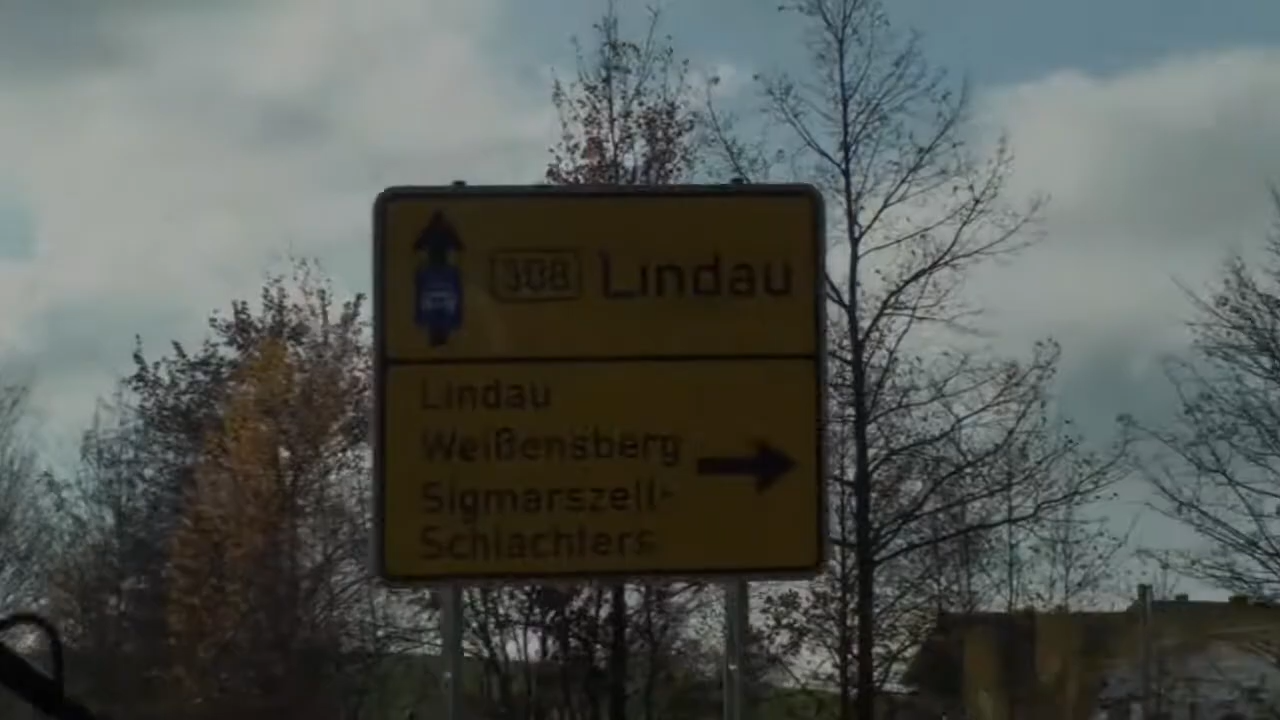 308 Lindau
Lindau
Weißensberg
Sigmarszell-
Schlachters